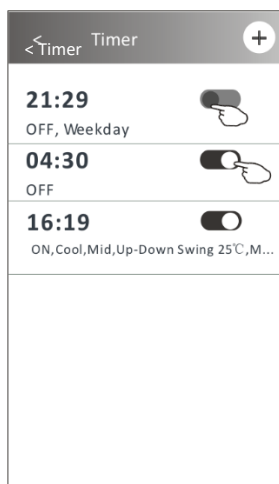 < Timer
< Timer
+
21:29
OFF, Weekday
04:30
OFF
16:19
ON,Cool,Mid,Up-Down Swing 25℃,M...